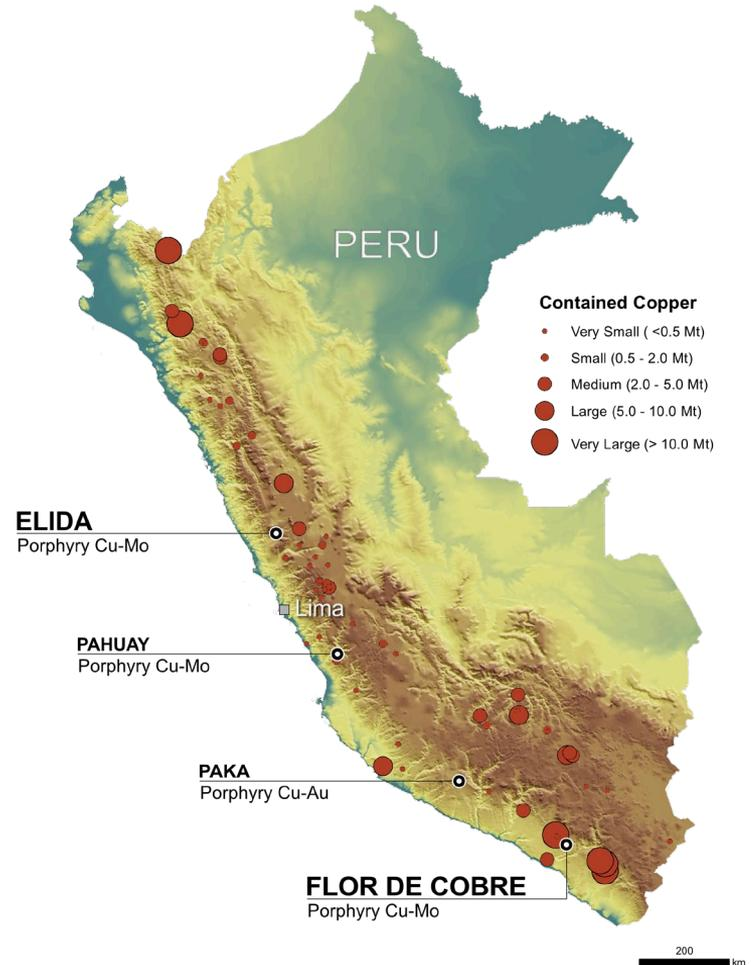 PERU
Contained Copper
Very Small ( <0.5 Mt)
Small (0.5 - 2.0 Mt)
Medium (2.0 - 5.0 Mt)
Large (5.0 - 10.0 Mt)
Very Large (> 10.0 Mt)
ELIDA
Porphyry Cu-Mo
Lima
PAHUAY
Porphyry Cu-Mo
PAKA
Porphyry Cu-Au
FLOR DE COBRE
Porphyry Cu-Mo
200
km